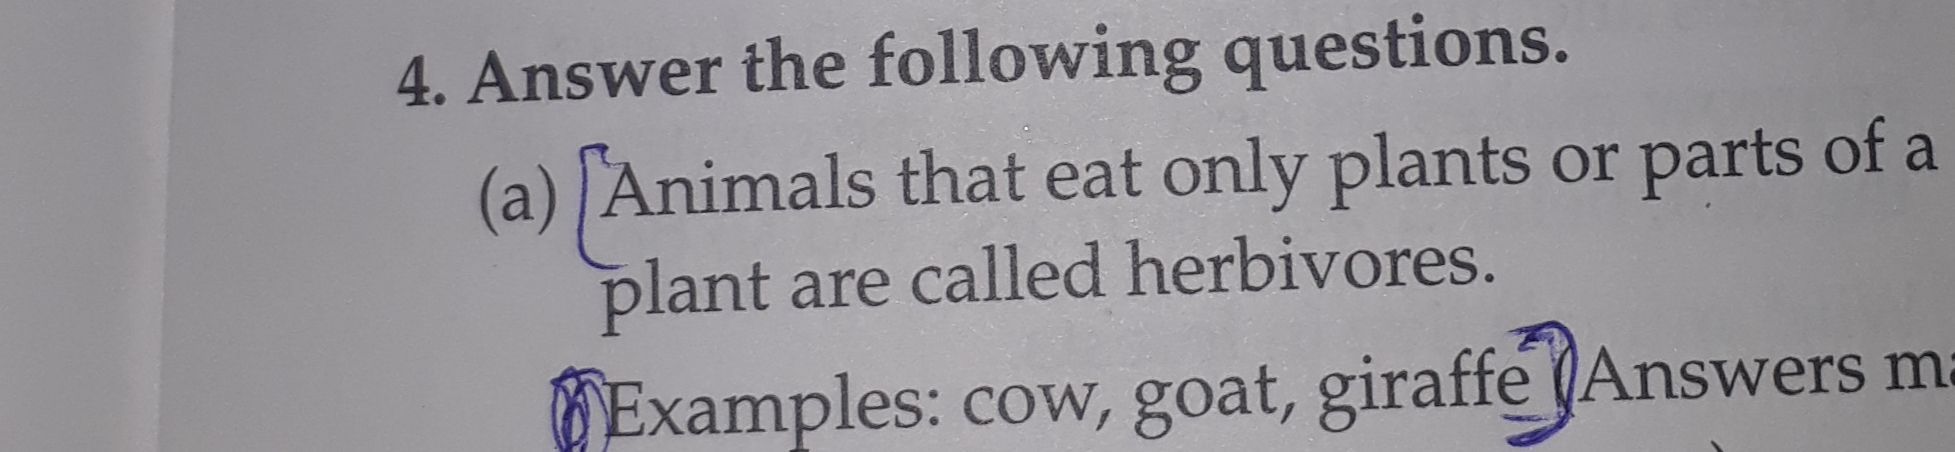 4. Answer the following questions.
(a) Animals that eat only plants or parts of a
plant are called herbivores.
Examples: cow, goat, giraffe (Answers